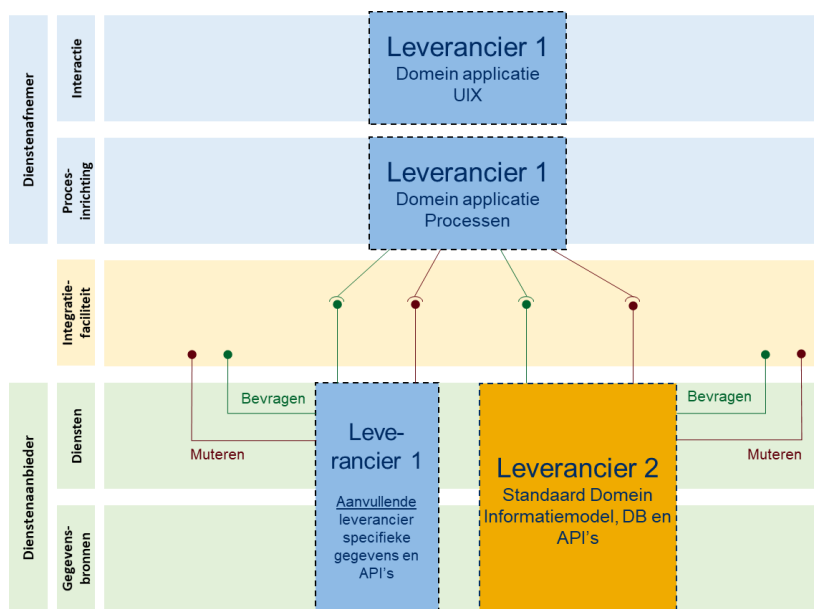 Dienstenafnemer
Interactie
Leverancier 1
Domein applicatie
UIX
Proces-
inrichting
Leverancier 1
Domein applicatie
Processen
Integratie-
faciliteit
Dienstenaanbieder
Diensten
Bevragen
Muteren
Leve-
rancier 1
Aanvullende
leverancier
specifieke
gegevens en
API's
Leverancier 2
Standaard Domein
Informatiemodel, DB en
API's
Bevragen
Muteren
Gegevens-
bronnen